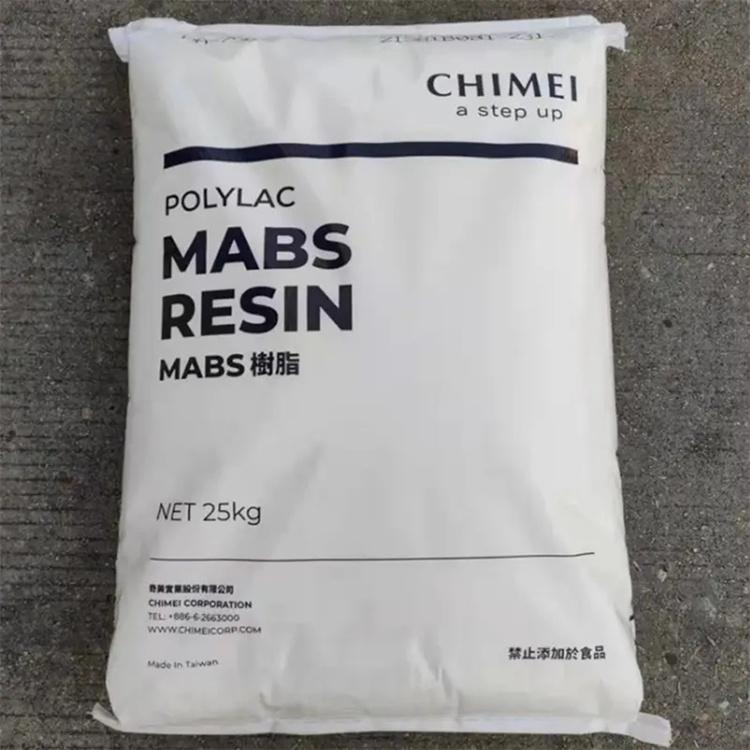 CHIMEI
a step up
POLYLAC
MABS
RESIN
MABS 樹脂
NET 25kg
奇美實業股份有限公司
CHIMEI CORPORATION
TEL: +886-6-2663000
WWW.CHIMEICORP.COM
Made In Taiwan
禁止添加於食品